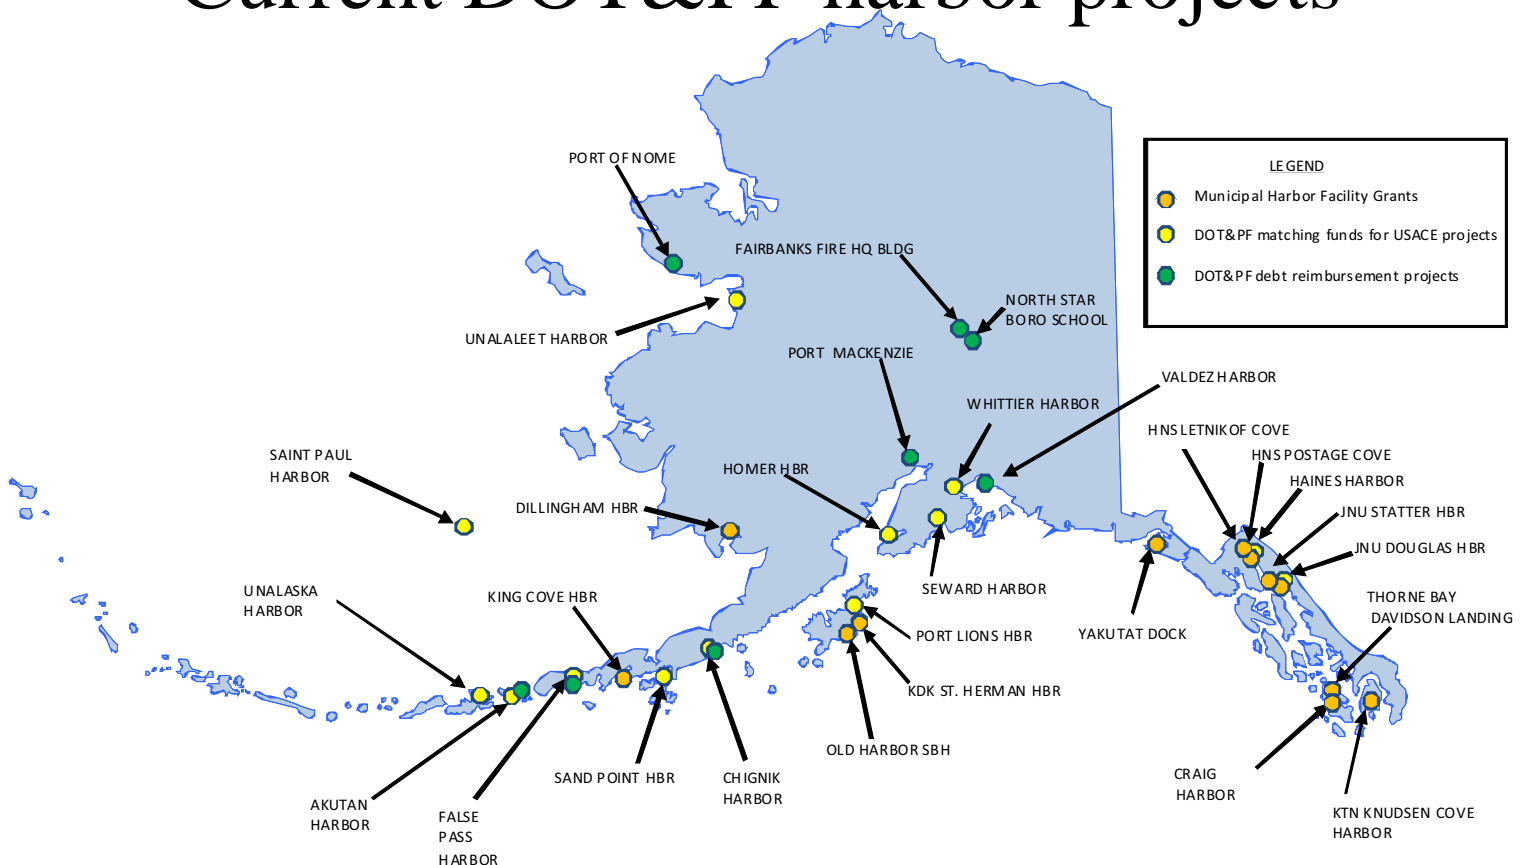 Current DOT&PF harbor projects
PORT OF NOME
LEGEND
Municipal Harbor Facility Grants
DOT&PF matching funds for USACE projects
DOT&PF debt reimbursement projects
FAIRBANKS FIRE HQ BLDG
NORTH STAR
BORO SCHOOL
UNALALEET HARBOR
PORT MACKENZIE
VALDEZ HARBOR
WHITTIER HARBOR
HNS LETNIKOF COVE
HNS POSTAGE COVE
HAINES HARBOR
JNU STATTER HBR
JNU DOUGLAS HBR
SAINT PAUL
HARBOR
HOMER HBR
DILLINGHAM HBR
SEWARD HARBOR
THORNE BAY
DAVIDSON LANDING
UNALASKA
HARBOR
KING COVE HBR
PORT LIONS HBR
YAKUTAT DOCK
KDK ST. HERMAN HBR
OLD HARBOR SBH
SAND POINT HBR
CHIGNIK
HARBOR
CRAIG
HARBOR
AKUTAN
HARBOR
FALSE
PASS
HARBOR
KTN KNUDSEN COVE
HARBOR